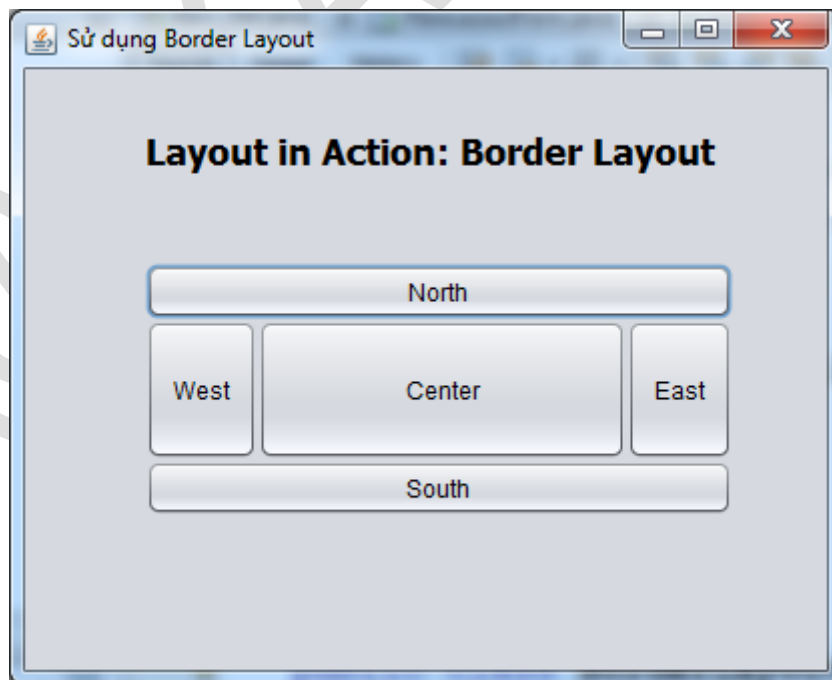 Sử dụng Border Layout
Layout in Action: Border Layout
North
West Center East
South